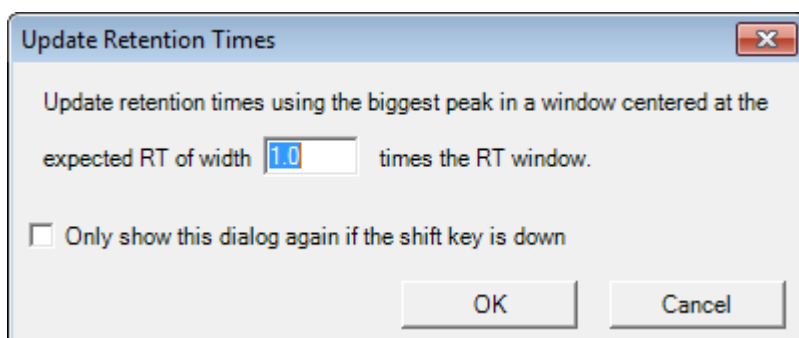 Update Retention Times
Update retention times using the biggest peak in a window centered at the
expected RT of width 1.0 times the RT window.
Only show this dialog again if the shift key is down
OK Cancel